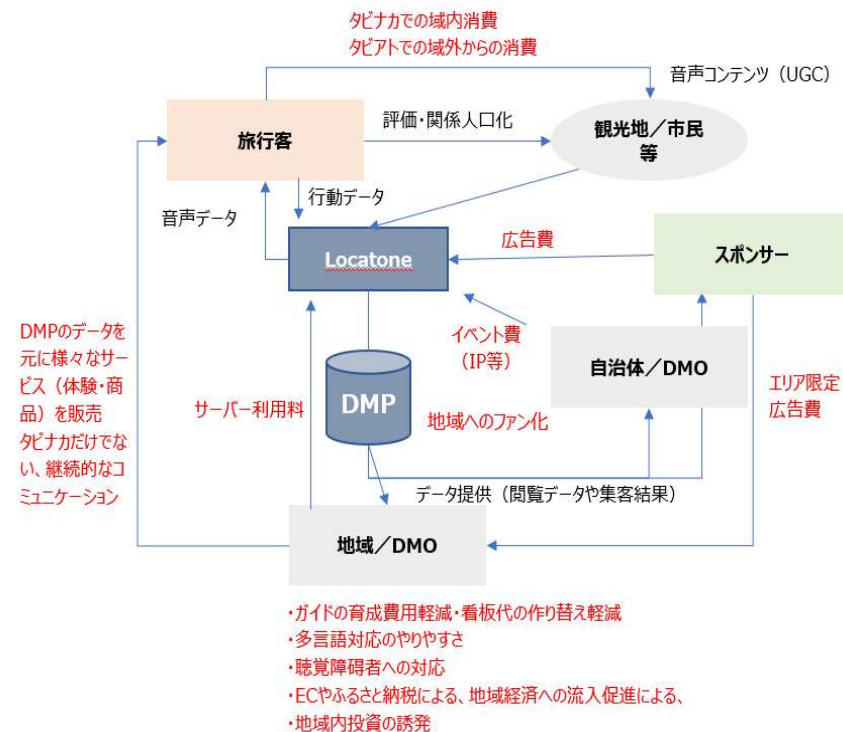 タビナカでの域内消費
タビアトでの域外からの消費
音声コンテンツ（UGC）
旅行客
評価・関係人口化
観光地／市民
等
行動データ
音声データ
Locatone
広告費
スポンサー
イベント費
（IP等）
自治体／DMO
DMPのデータを
元に様々なサー
ビス（体験・商
品）を販売
タビナカだけでな
い、継続的なコ
ミュニケーション
サーバー利用料
DMP
地域へのファン化
エリア限定
広告費
データ提供（閲覧データや集客結果）
地域／DMO
・ガイドの育成費用軽減・看板代の作り替え軽減
・多言語対応のやりやすさ
・聴覚障碍者への対応
・ECやふるさと納税による、地域経済への流入促進による、
・地域内投資の誘発